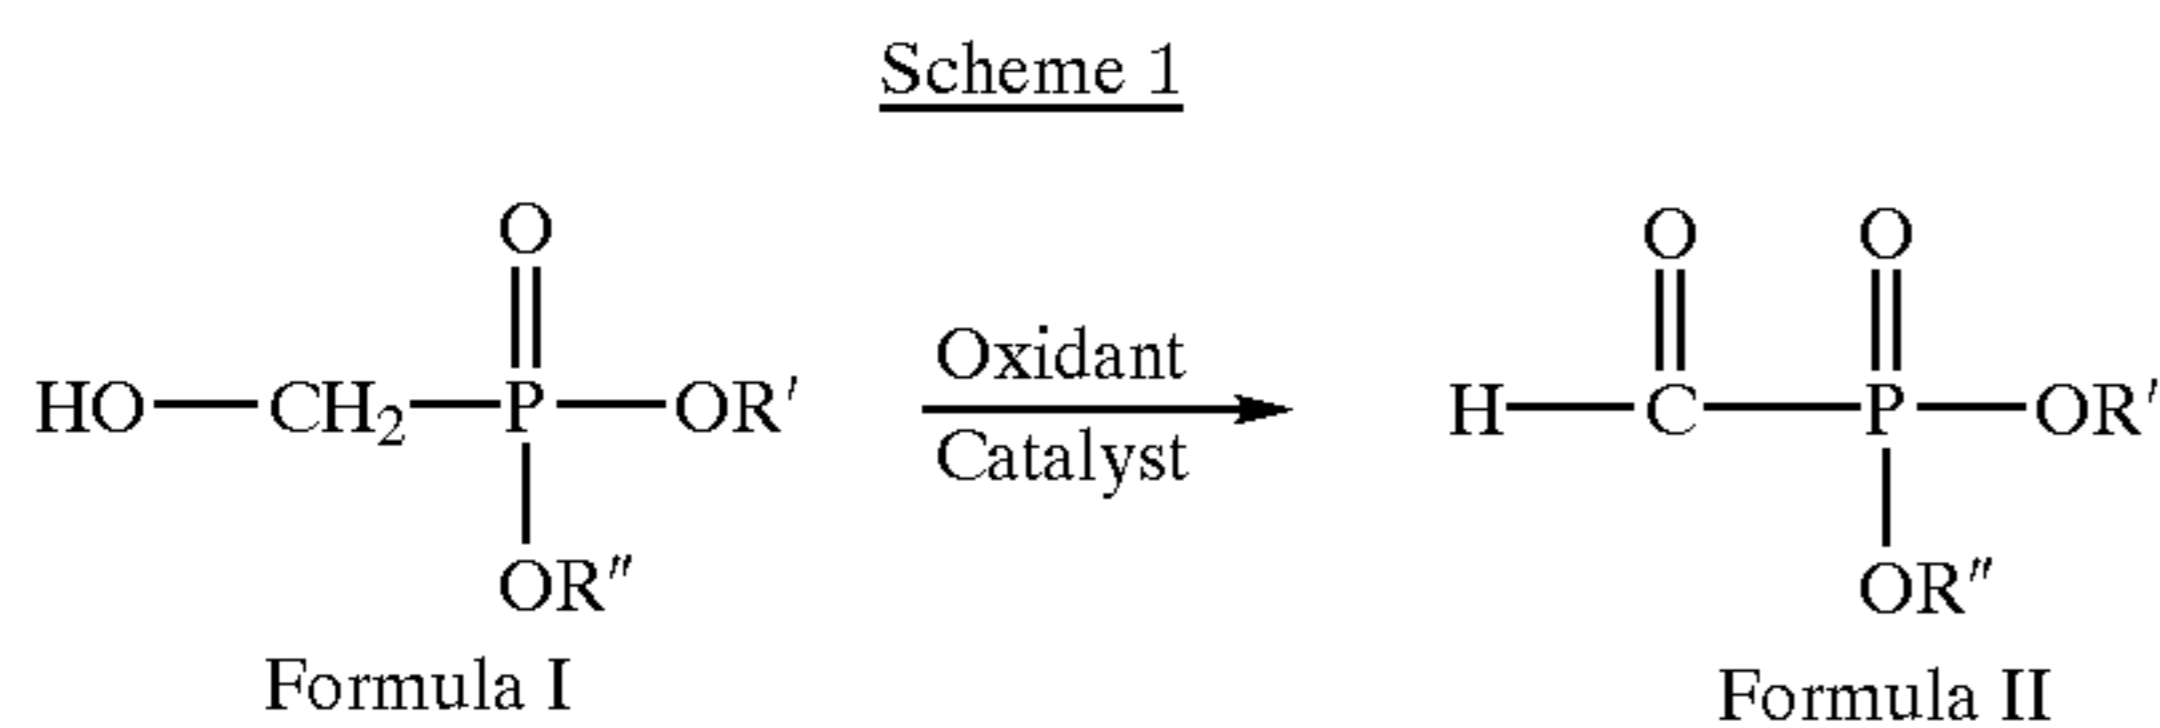 Scheme 1
O
HO—CH₂—P—OR′
OR″
Formula I
Oxidant
Catalyst
O O
H—C—P—OR′
OR″
Formula II